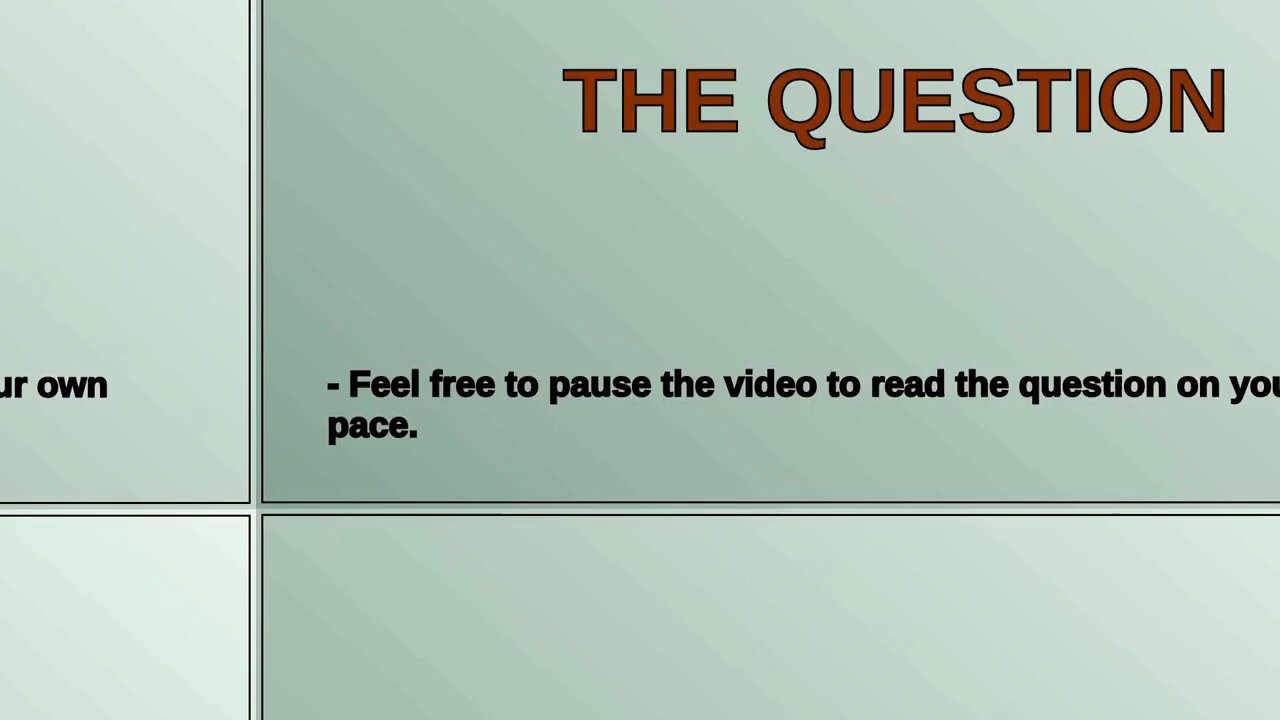 THE QUESTION
ur own
- Feel free to pause the video to read the question on you
pace.